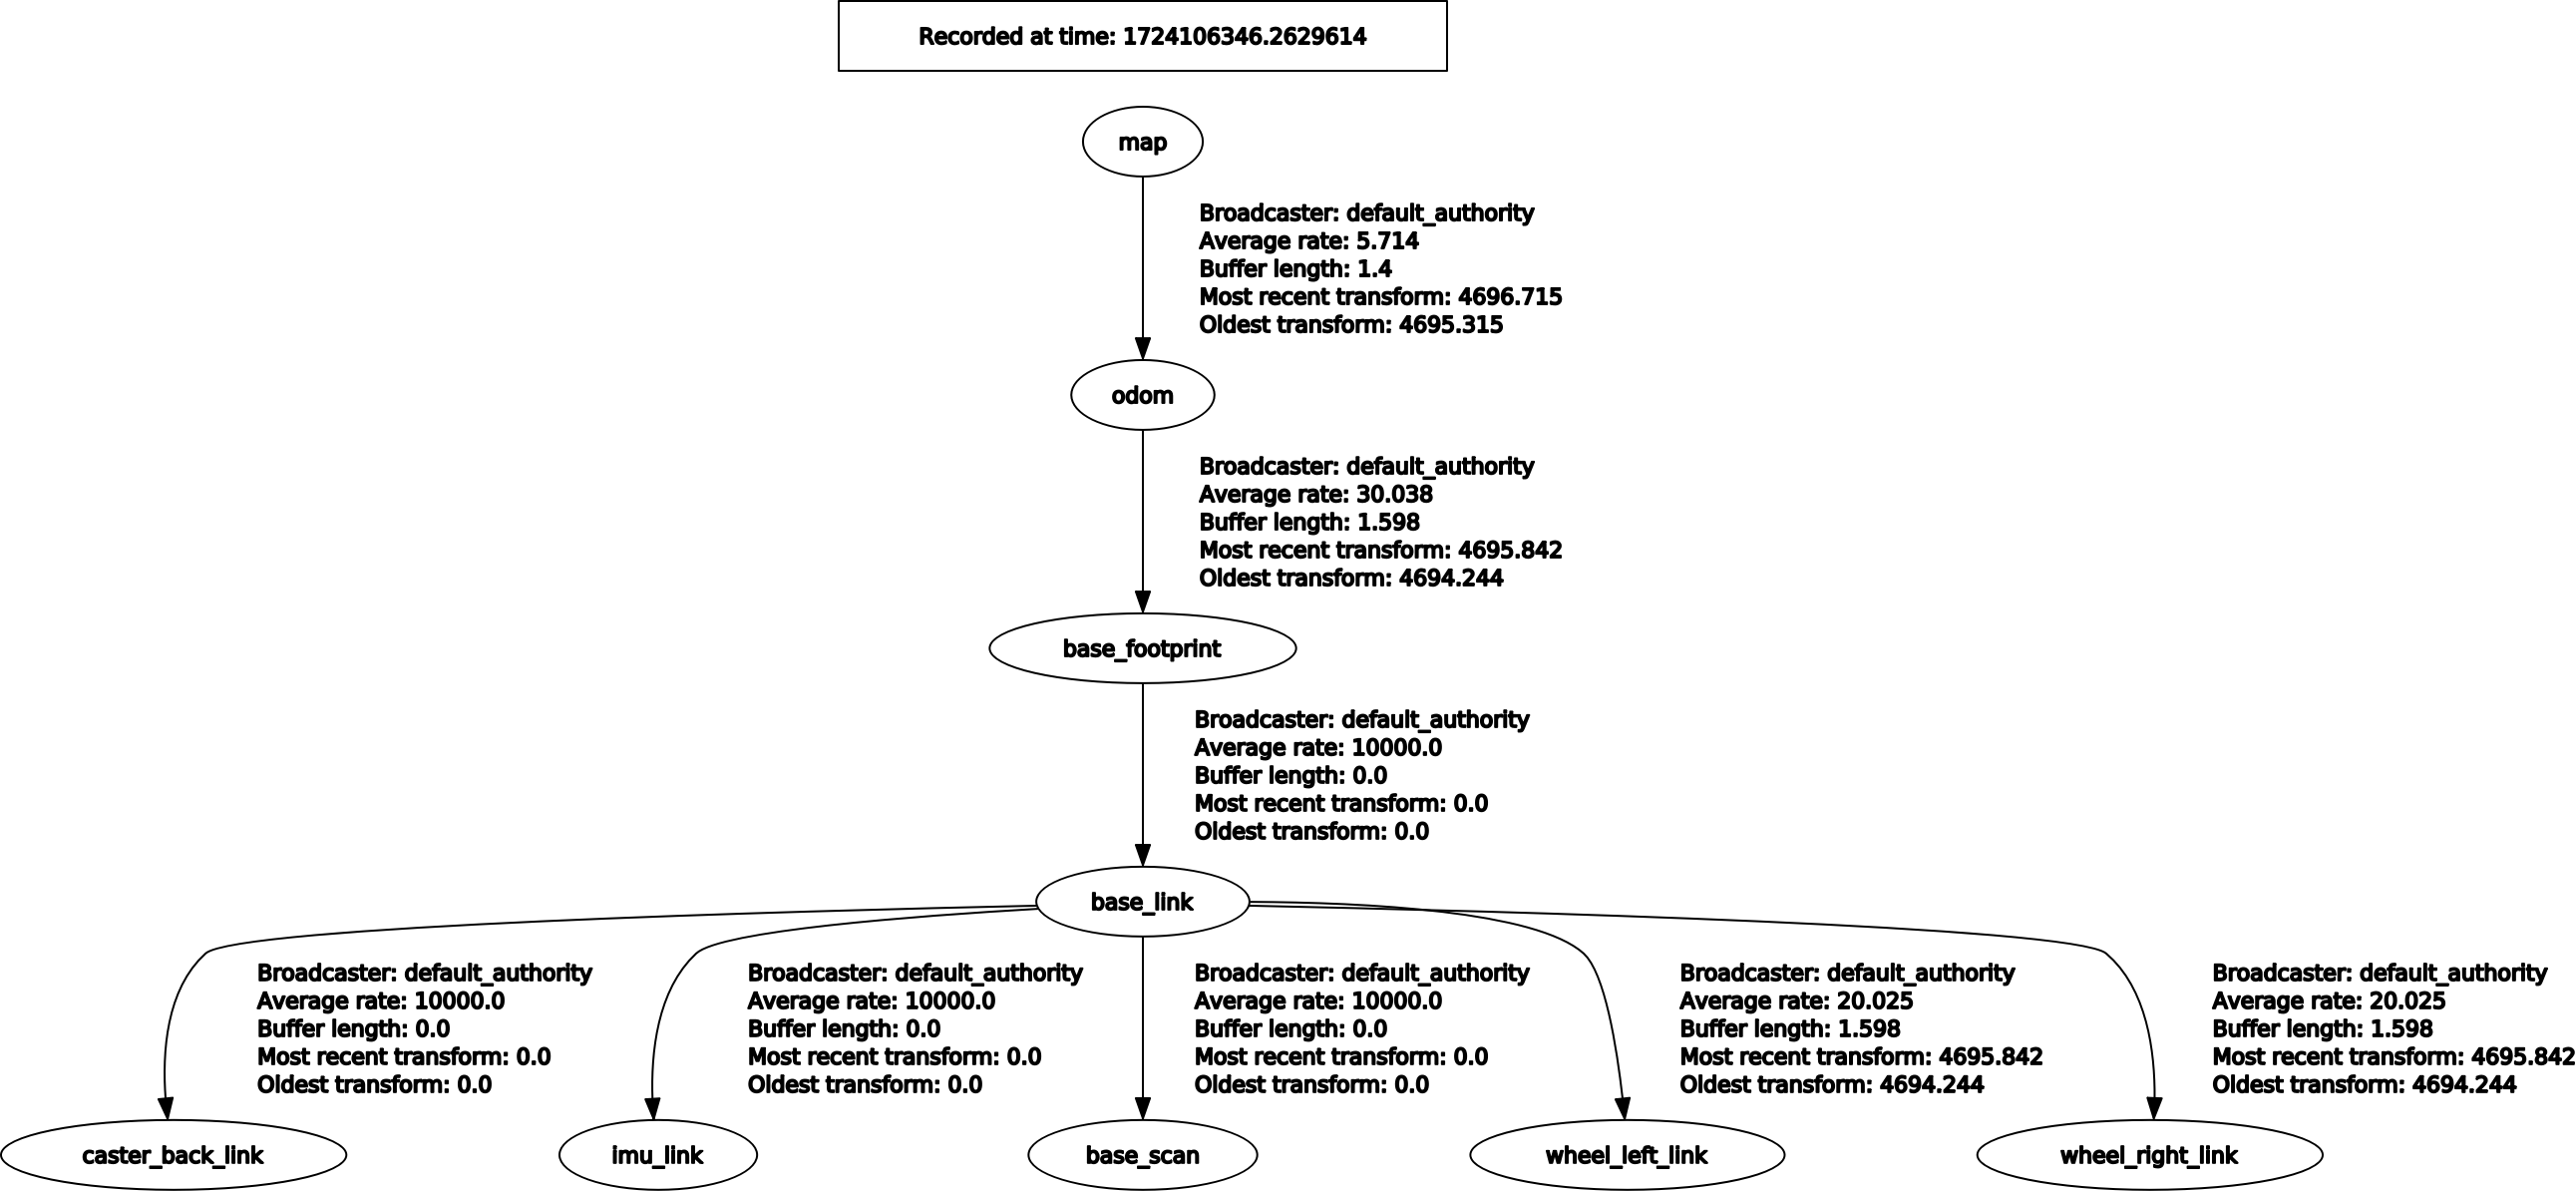 Recorded at time: 1724106346.2629614
map
Broadcaster: default_authority
Average rate: 5.714
Buffer length: 1.4
Most recent transform: 4696.715
Oldest transform: 4695.315
odom
Broadcaster: default_authority
Average rate: 30.038
Buffer length: 1.598
Most recent transform: 4695.842
Oldest transform: 4694.244
base_footprint
Broadcaster: default_authority
Average rate: 10000.0
Buffer length: 0.0
Most recent transform: 0.0
Oldest transform: 0.0
base_link
Broadcaster: default_authority
Average rate: 10000.0
Buffer length: 0.0
Most recent transform: 0.0
Oldest transform: 0.0
Broadcaster: default_authority
Average rate: 10000.0
Buffer length: 0.0
Most recent transform: 0.0
Oldest transform: 0.0
Broadcaster: default_authority
Average rate: 10000.0
Buffer length: 0.0
Most recent transform: 0.0
Oldest transform: 0.0
Broadcaster: default_authority
Average rate: 20.025
Buffer length: 1.598
Most recent transform: 4695.842
Oldest transform: 4694.244
Broadcaster: default_authority
Average rate: 20.025
Buffer length: 1.598
Most recent transform: 4695.842
Oldest transform: 4694.244
caster_back_link
imu_link
base_scan
wheel_left_link
wheel_right_link